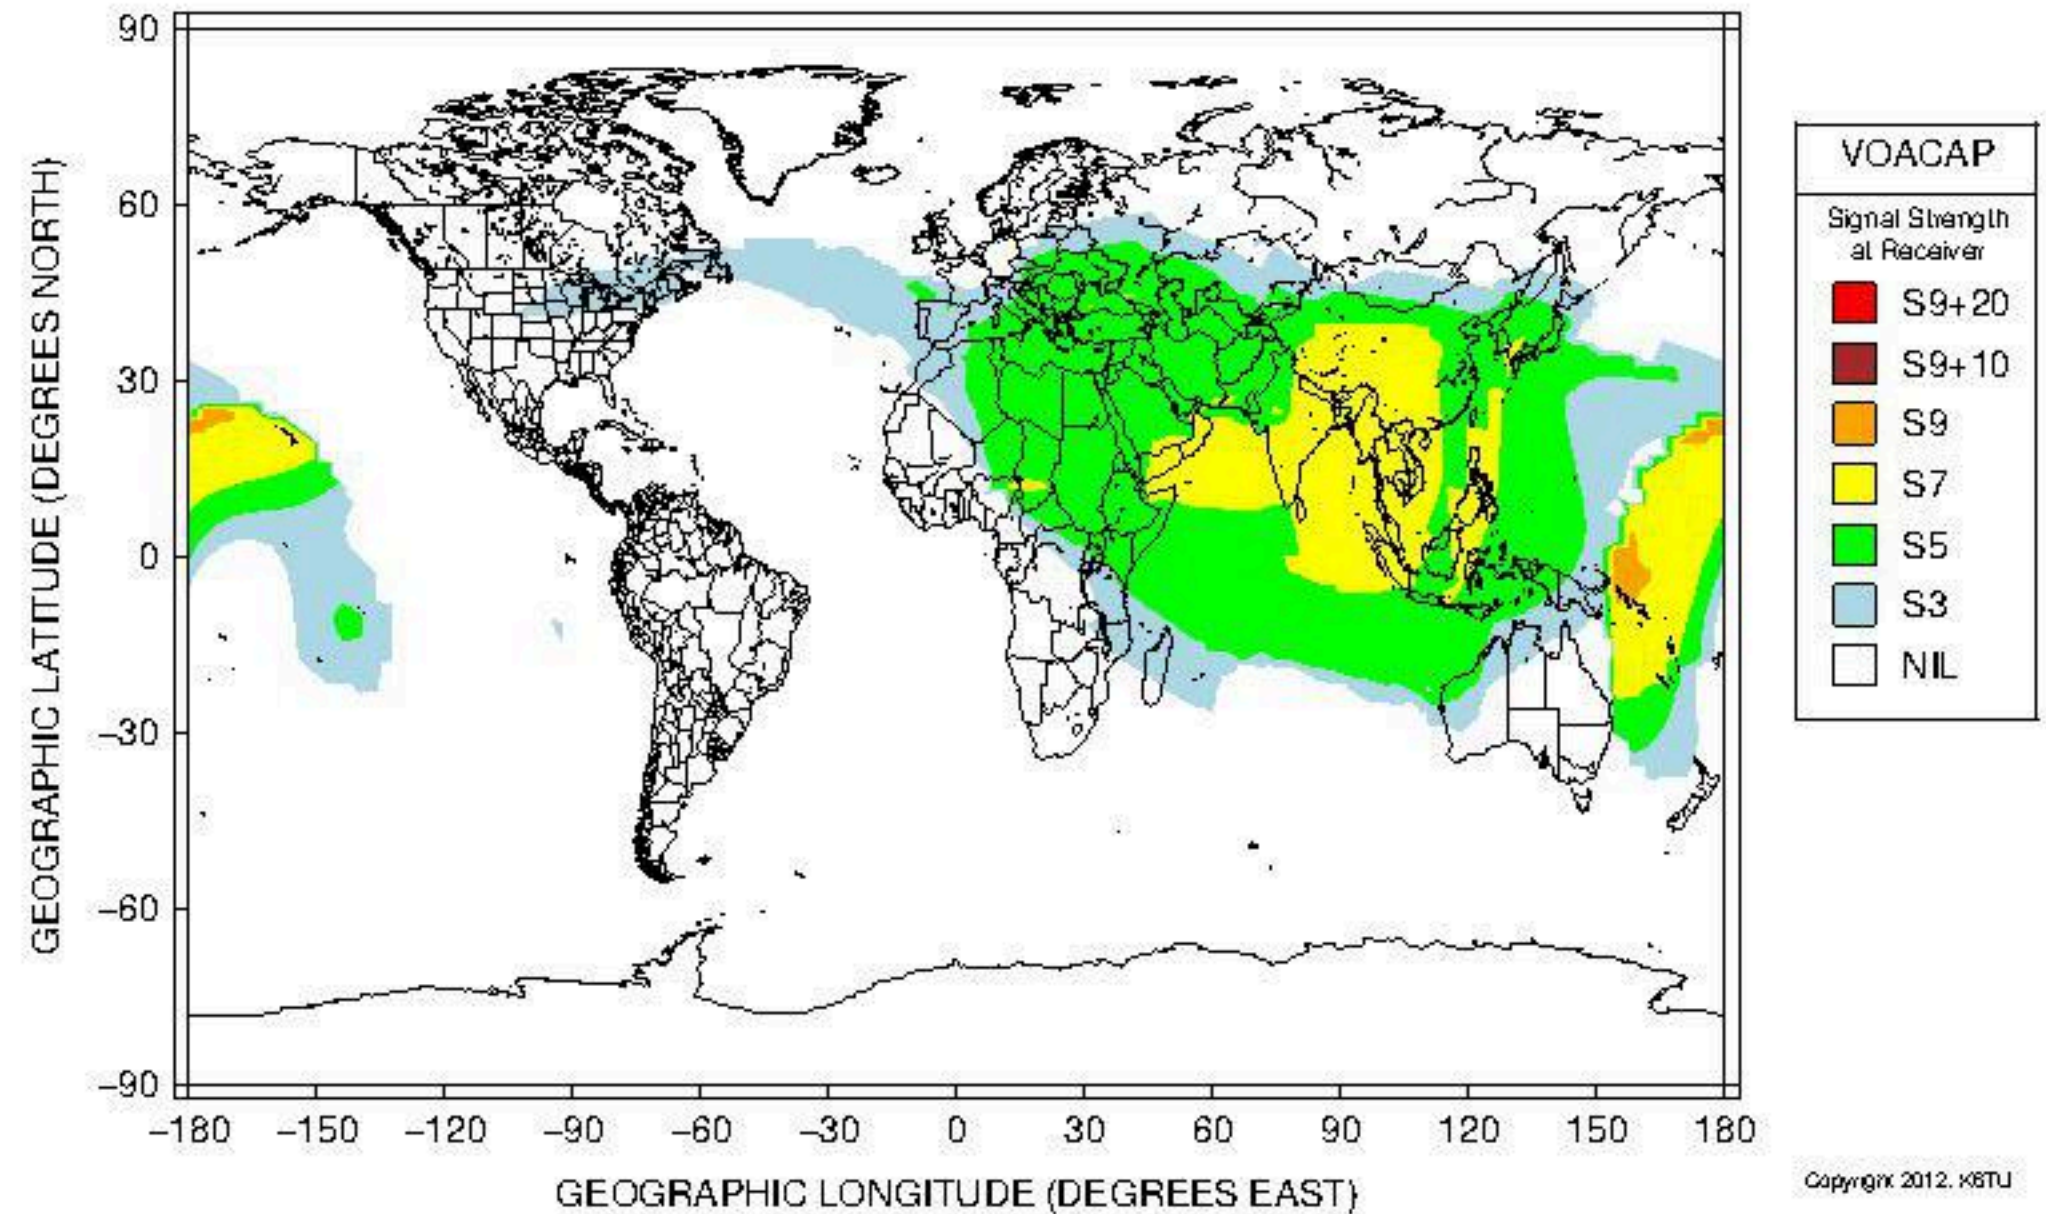 90
60
30
0
−30
−60
−90
GEOGRAPHIC LATITUDE (DEGREES NORTH)
−180 −150 −120 −90 −60 −30 0 30 60 90 120 150 180
GEOGRAPHIC LONGITUDE (DEGREES EAST)
VOACAP
Signal Strength
at Receiver
S9+20
S9+10
S9
S7
S5
S3
NIL
Copyright 2012, K6TU